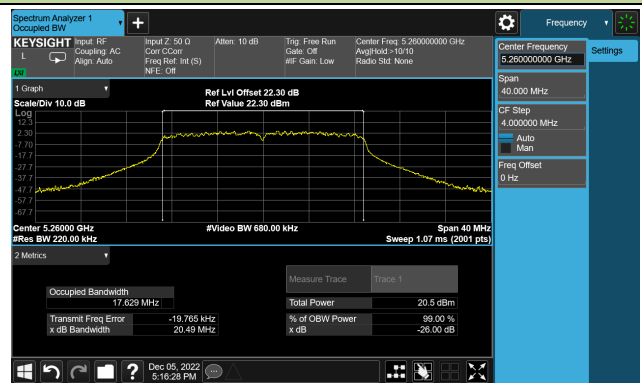 Spectrum Analyzer 1
Occupied BW
Frequency
KEYSIGHT
L
LXI
Input: RF
Coupling: AC
Align: Auto
Input Z: 50 Ω
Corr CCorr
Freq Ref: Int (S)
NFE: Off
Atten: 10 dB
Trig: Free Run
Gate: Off
#IF Gain: Low
Center Freq: 5.260000000 GHz
Avg|Hold:>10/10
Radio Std: None
Center Frequency
5.260000000 GHz
Settings
Span
40.000 MHz
CF Step
4.000000 MHz
Auto
Man
Freq Offset
0 Hz
1 Graph
Scale/Div 10.0 dB
Ref Lvl Offset 22.30 dB
Ref Value 22.30 dBm
Log
12.3
2.30
-7.70
-17.7
-27.7
-37.7
-47.7
-57.7
-67.7
Center 5.26000 GHz
#Video BW 680.00 kHz
Span 40 MHz
#Res BW 220.00 kHz
Sweep 1.07 ms (2001 pts)
2 Metrics
Measure Trace
Trace 1
Occupied Bandwidth
17.629 MHz
Total Power
20.5 dBm
Transmit Freq Error
-19.765 kHz
% of OBW Power
99.00 %
x dB Bandwidth
20.49 MHz
x dB
-26.00 dB
?
Dec 05, 2022
5:16:28 PM